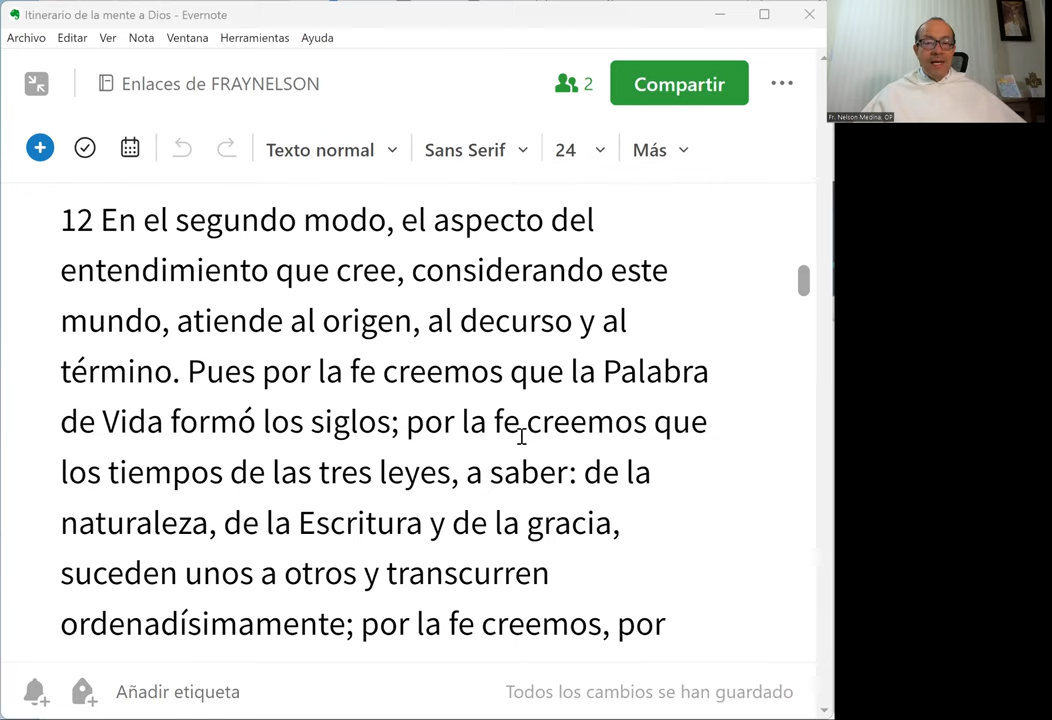 Itinerario de la mente a Dios - Evernote
Archivo Editar Ver Nota Ventana Herramientas Ayuda
Enlaces de FRAYNELSON
2
Compartir
Texto normal
Sans Serif
24
Más
12 En el segundo modo, el aspecto del
entendimiento que cree, considerando este
mundo, atiende al origen, al decurso y al
término. Pues por la fe creemos que la Palabra
de Vida formó los siglos; por la fe creemos que
los tiempos de las tres leyes, a saber: de la
naturaleza, de la Escritura y de la gracia,
suceden unos a otros y transcurren
ordenadísimamente; por la fe creemos, por
Añadir etiqueta
Todos los cambios se han guardado
Fr. Nelson Medina, OP